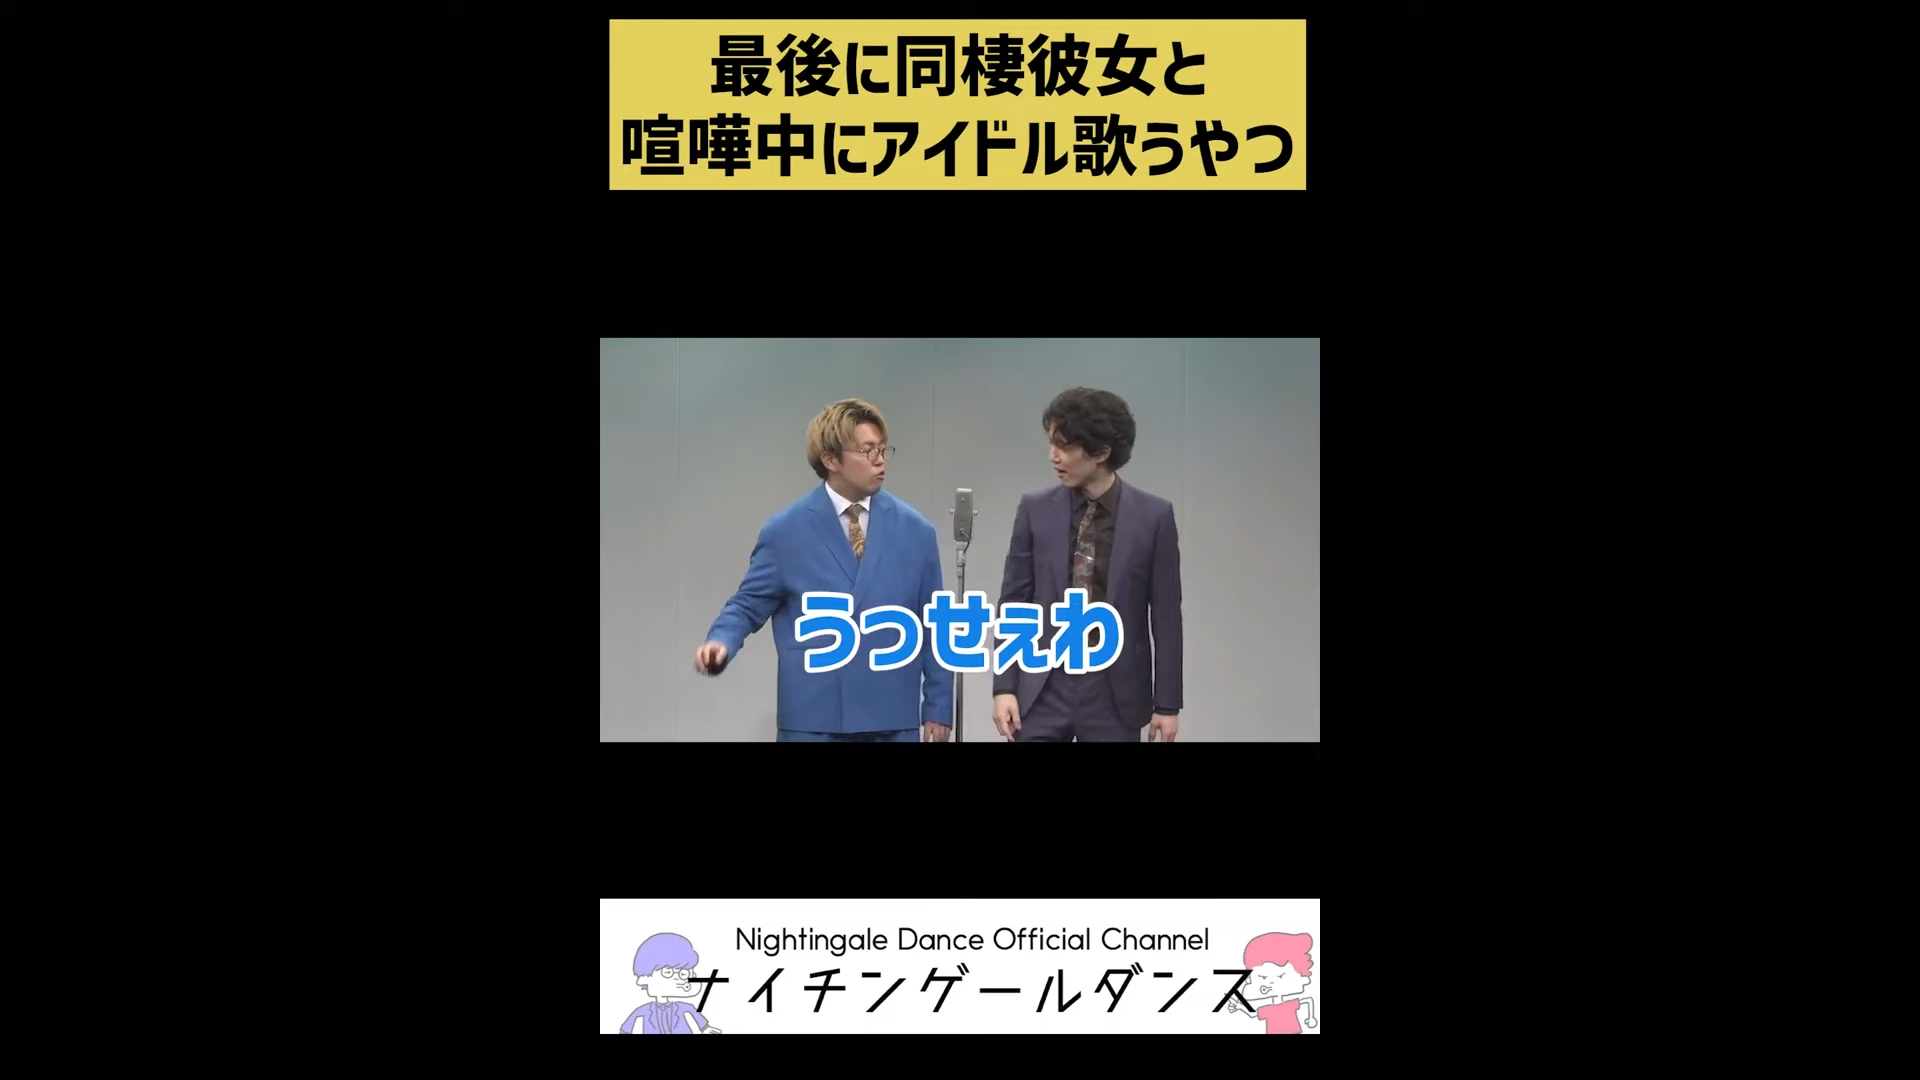 最後に同棲彼女と
喧嘩中にアイドル歌うやつ
うっせぇわ
Nightingale Dance Official Channel
ナイチンゲールダンス